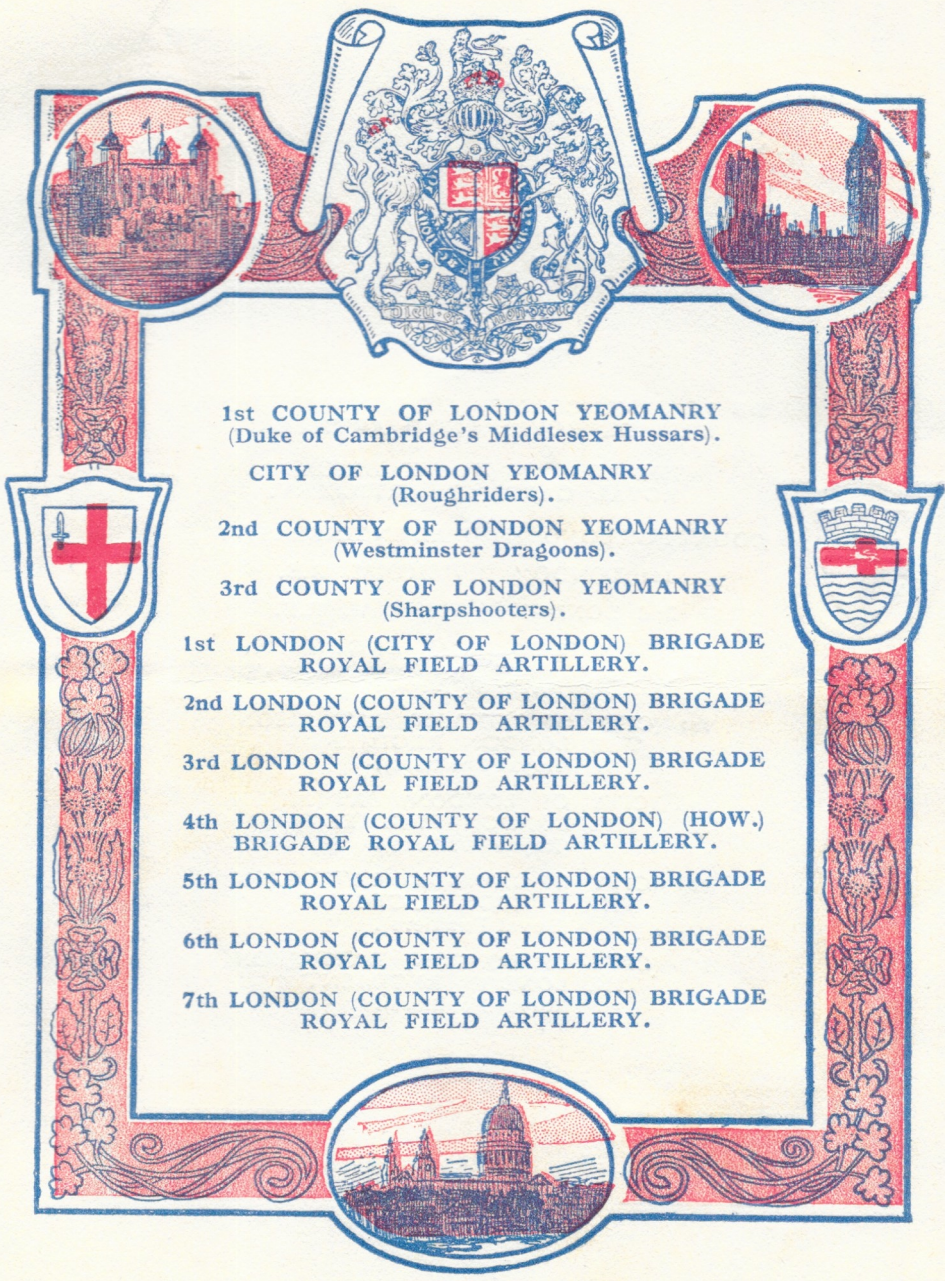 Dieu et mon droit
1st COUNTY OF LONDON YEOMANRY
(Duke of Cambridge's Middlesex Hussars).
CITY OF LONDON YEOMANRY
(Roughriders).
2nd COUNTY OF LONDON YEOMANRY
(Westminster Dragoons).
3rd COUNTY OF LONDON YEOMANRY
(Sharpshooters).
1st LONDON (CITY OF LONDON) BRIGADE
ROYAL FIELD ARTILLERY.
2nd LONDON (COUNTY OF LONDON) BRIGADE
ROYAL FIELD ARTILLERY.
3rd LONDON (COUNTY OF LONDON) BRIGADE
ROYAL FIELD ARTILLERY.
4th LONDON (COUNTY OF LONDON) (HOW.)
BRIGADE ROYAL FIELD ARTILLERY.
5th LONDON (COUNTY OF LONDON) BRIGADE
ROYAL FIELD ARTILLERY.
6th LONDON (COUNTY OF LONDON) BRIGADE
ROYAL FIELD ARTILLERY.
7th LONDON (COUNTY OF LONDON) BRIGADE
ROYAL FIELD ARTILLERY.